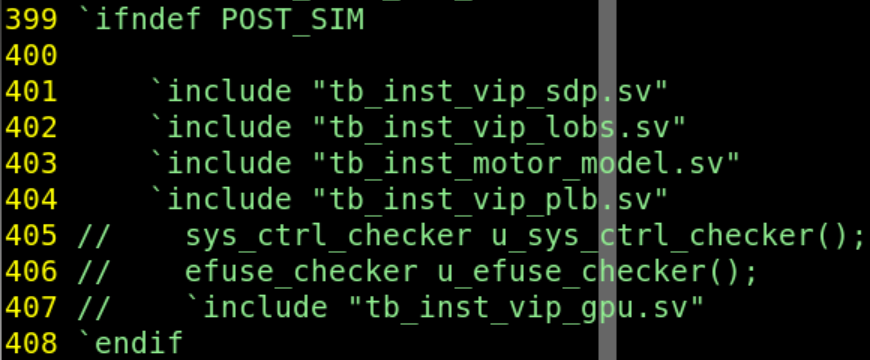 399 `ifndef POST_SIM
400
401     `include "tb_inst_vip_sdp.sv"
402     `include "tb_inst_vip_lobs.sv"
403     `include "tb_inst_motor_model.sv"
404     `include "tb_inst_vip_plb.sv"
405 //    sys_ctrl_checker u_sys_ctrl_checker();
406 //    efuse_checker u_efuse_checker();
407 //    `include "tb_inst_vip_gpu.sv"
408 `endif